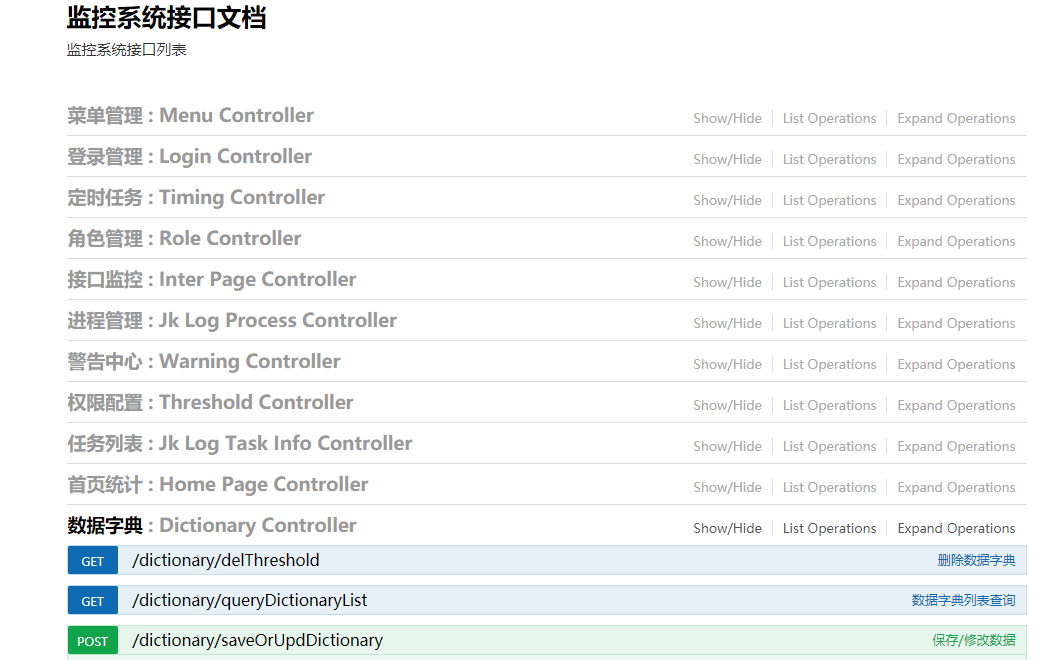 监控系统接口文档
监控系统接口列表
菜单管理 : Menu Controller Show/Hide List Operations Expand Operations
登录管理 : Login Controller Show/Hide List Operations Expand Operations
定时任务 : Timing Controller Show/Hide List Operations Expand Operations
角色管理 : Role Controller Show/Hide List Operations Expand Operations
接口监控 : Inter Page Controller Show/Hide List Operations Expand Operations
进程管理 : Jk Log Process Controller Show/Hide List Operations Expand Operations
警告中心 : Warning Controller Show/Hide List Operations Expand Operations
权限配置 : Threshold Controller Show/Hide List Operations Expand Operations
任务列表 : Jk Log Task Info Controller Show/Hide List Operations Expand Operations
首页统计 : Home Page Controller Show/Hide List Operations Expand Operations
数据字典 : Dictionary Controller Show/Hide List Operations Expand Operations
GET /dictionary/delThreshold 删除数据字典
GET /dictionary/queryDictionaryList 数据字典列表查询
POST /dictionary/saveOrUpdDictionary 保存/修改数据